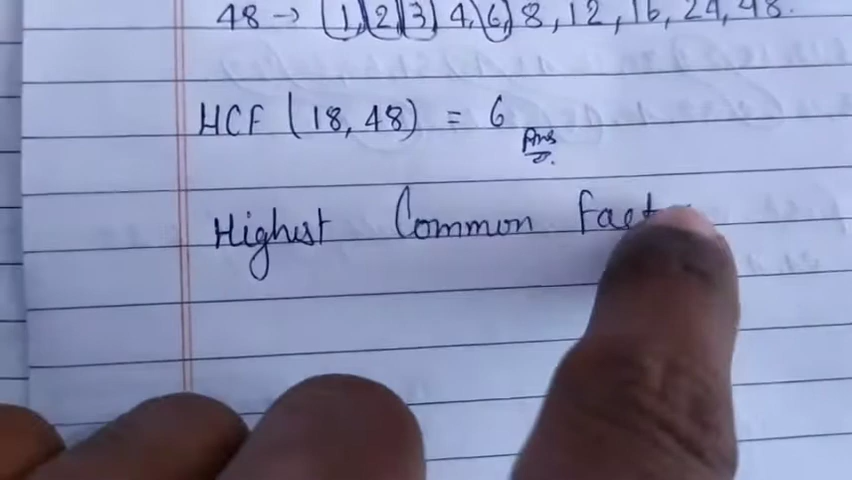 48 → 1, 2, 3, 4, 6, 8, 12, 16, 24, 48.
HCF (18, 48) = 6
Ans
Highest Common Fact